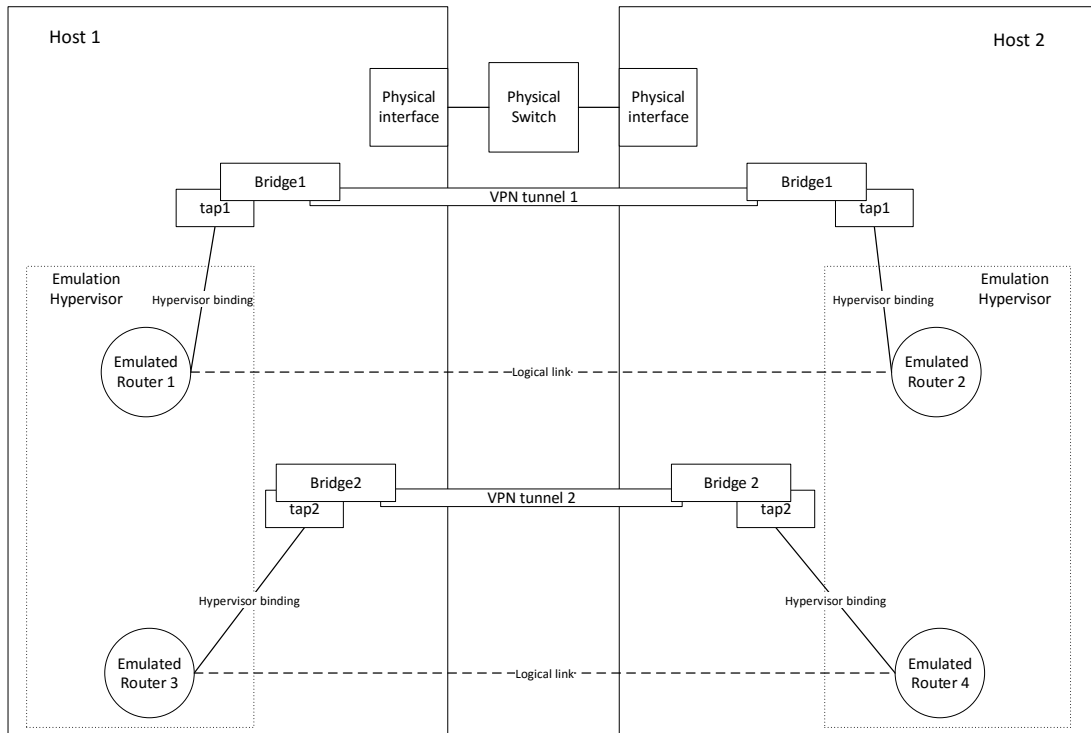 Host 1
Host 2
Physical
interface
Physical
Switch
Physical
interface
Bridge1
VPN tunnel 1
Bridge1
tap1
tap1
Emulation
Hypervisor
Emulation
Hypervisor
Hypervisor binding
Hypervisor binding
Emulated
Router 1
Logical link
Emulated
Router 2
Bridge2
VPN tunnel 2
Bridge 2
tap2
tap2
Hypervisor binding
Hypervisor binding
Emulated
Router 3
Logical link
Emulated
Router 4